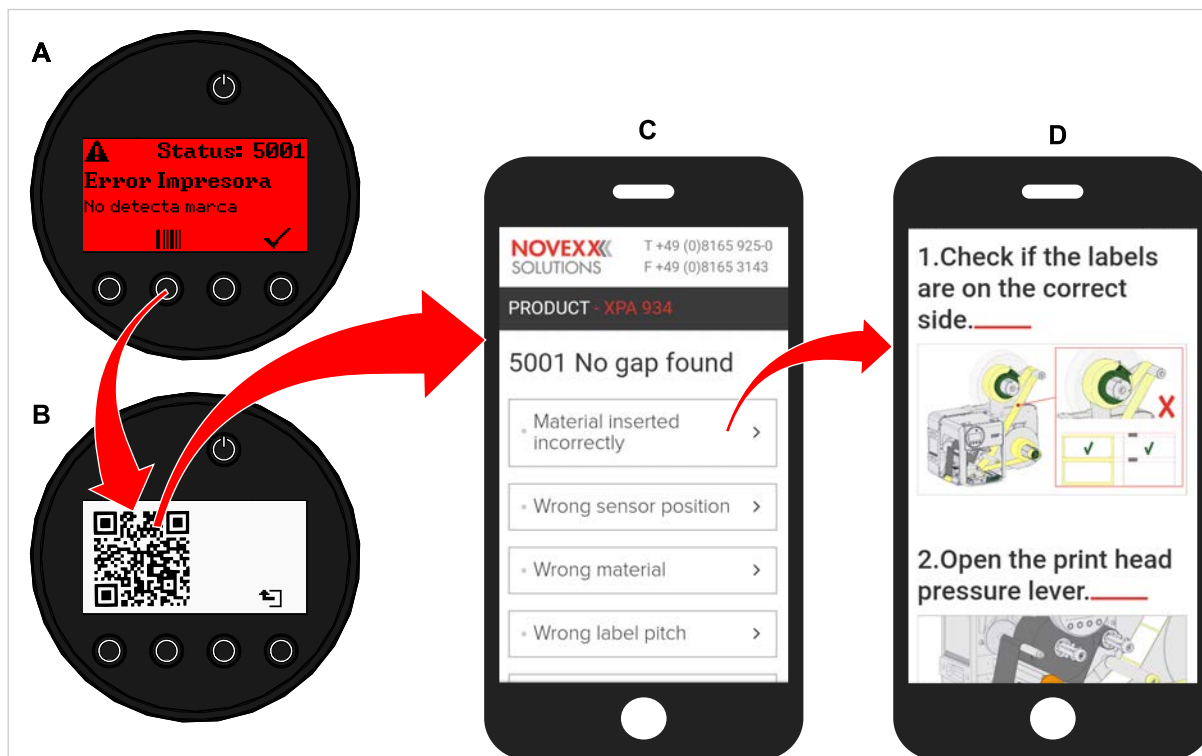 A
Status: 5001
Error Impresora
No detecta marca
B
C
NOVEXX
SOLUTIONS
T +49 (0)8165 925-0
F +49 (0)8165 3143
PRODUCT - XPA 934
5001 No gap found
Material inserted
incorrectly
Wrong sensor position
Wrong material
Wrong label pitch
D
1.Check if the labels
are on the correct
side.
2.Open the print head
pressure lever.